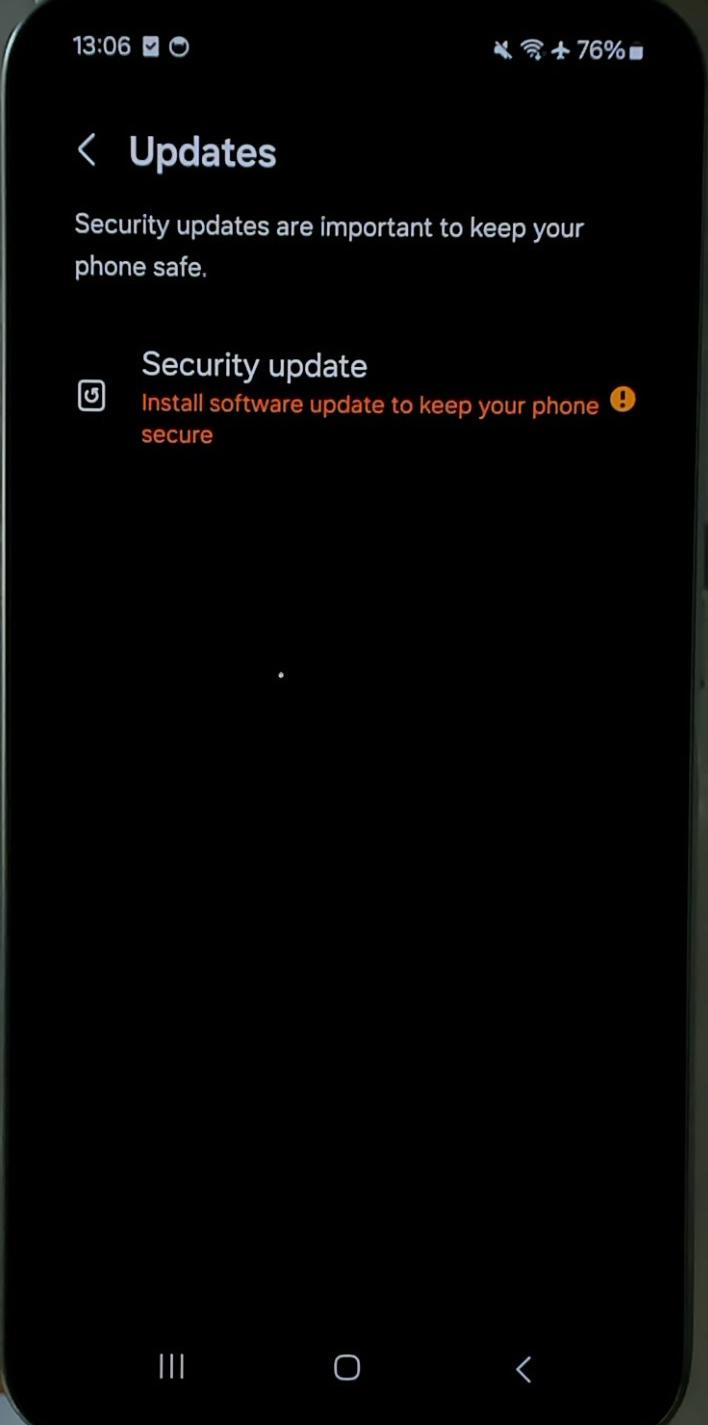 13:06
76%
Updates
Security updates are important to keep your
phone safe.
Security update
Install software update to keep your phone
secure